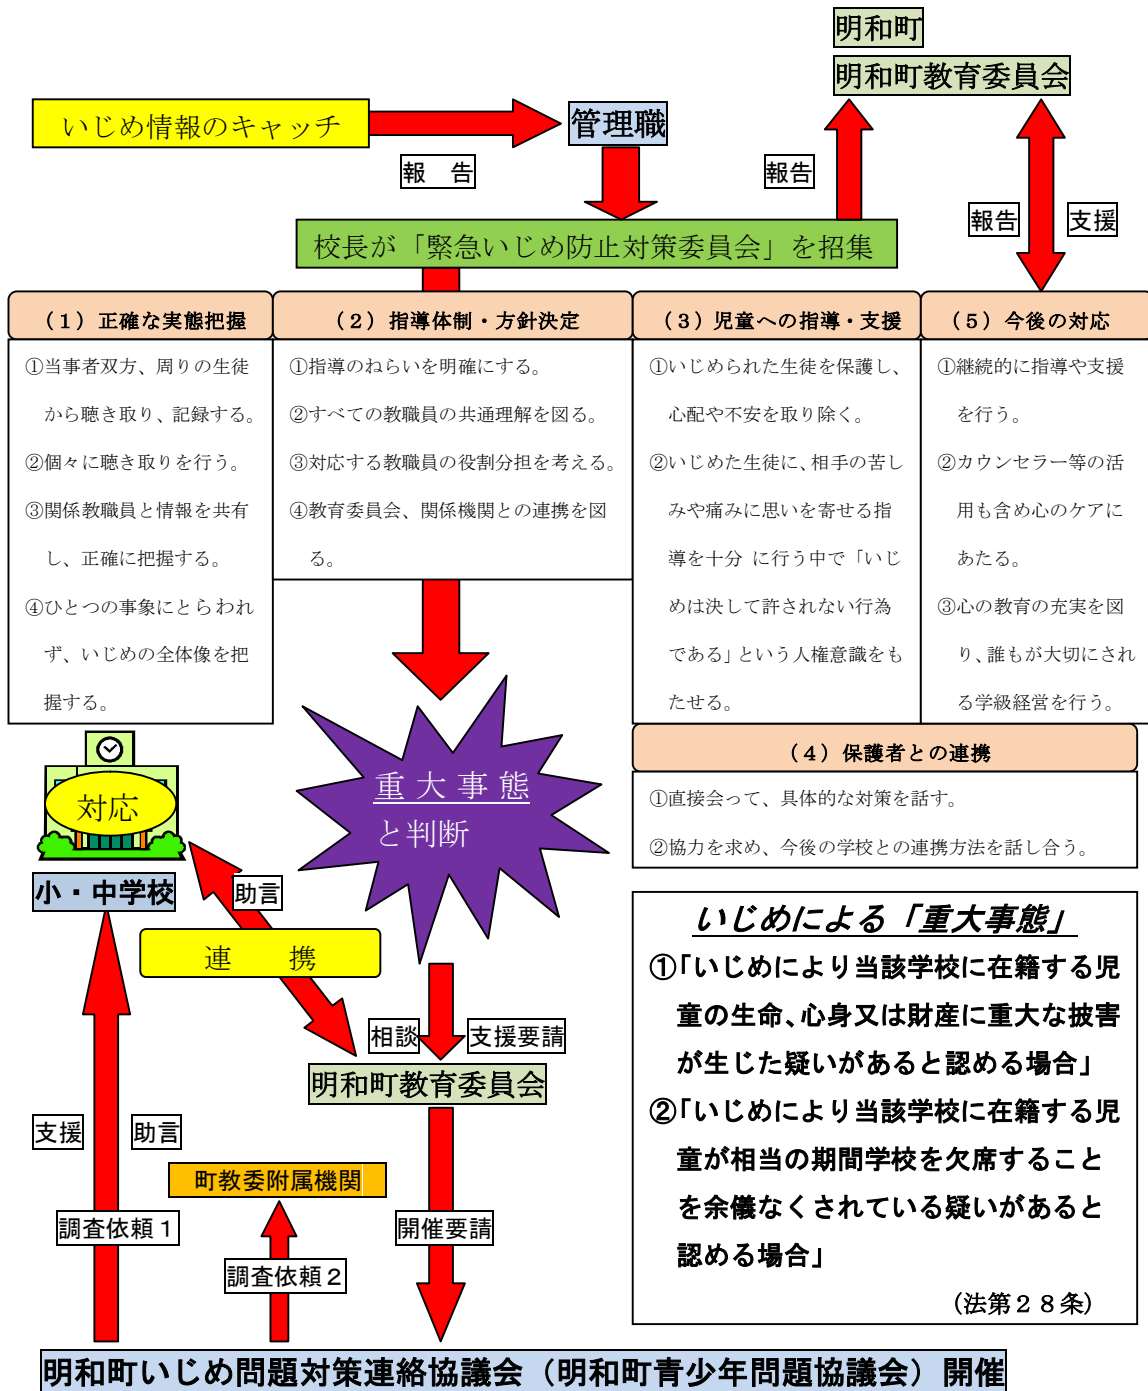 明和町
明和町教育委員会
いじめ情報のキャッチ
管理職
報　告
報告
報告
支援
校長が「緊急いじめ防止対策委員会」を招集
（１）正確な実態把握
①当事者双方、周りの生徒
から聴き取り、記録する。
②個々に聴き取りを行う。
③関係教職員と情報を共有
し、正確に把握する。
④ひとつの事象にとらわれ
ず、いじめの全体像を把
握する。
（２）指導体制・方針決定
①指導のねらいを明確にする。
②すべての教職員の共通理解を図る。
③対応する教職員の役割分担を考える。
④教育委員会、関係機関との連携を図
る。
（３）児童への指導・支援
①いじめられた生徒を保護し、
心配や不安を取り除く。
②いじめた生徒に、相手の苦し
みや痛みに思いを寄せる指
導を十分 に行う中で「いじ
めは決して許されない行為
である」という人権意識をも
たせる。
（５）今後の対応
①継続的に指導や支援
を行う。
②カウンセラー等の活
用も含め心のケアに
あたる。
③心の教育の充実を図
り、誰もが大切にされ
る学級経営を行う。
（４）保護者との連携
①直接会って、具体的な対策を話す。
②協力を求め、今後の学校との連携方法を話し合う。
重大事態
と判断
対応
小・中学校
助言
連　携
相談
支援要請
明和町教育委員会
支援
助言
町教委附属機関
調査依頼１
開催要請
調査依頼２
いじめによる「重大事態」
①「いじめにより当該学校に在籍する児
童の生命、心身又は財産に重大な被害
が生じた疑いがあると認める場合」
②「いじめにより当該学校に在籍する児
童が相当の期間学校を欠席すること
を余儀なくされている疑いがあると
認める場合」
（法第２８条）
明和町いじめ問題対策連絡協議会（明和町青少年問題協議会）開催